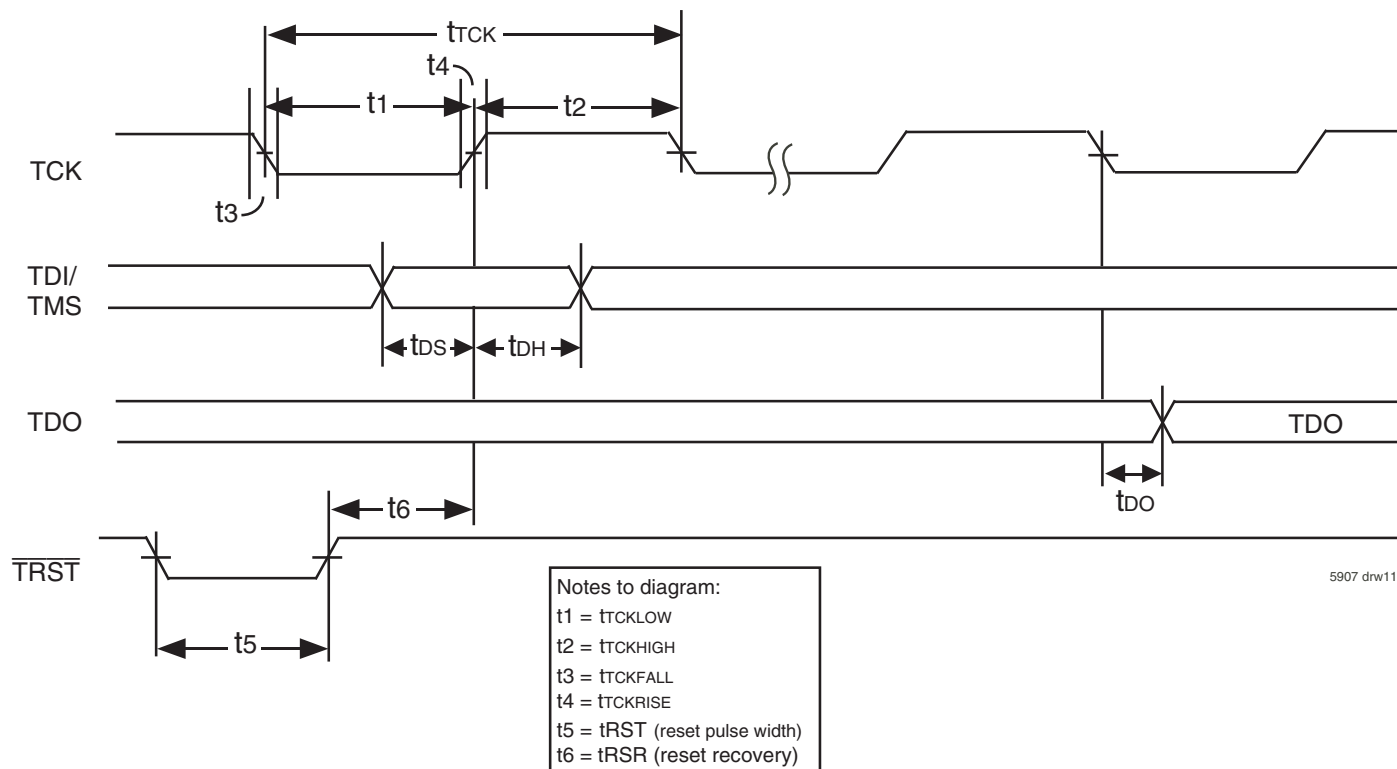 tTCK
t4
t1
t2
TCK
t3
TDI/
TMS
tDS
tDH
TDO
TDO
tDO
t6
TRST
5907 drw11
t5
Notes to diagram:
t1 = tTCKLOW
t2 = tTCKHIGH
t3 = tTCKFALL
t4 = tTCKRISE
t5 = tRST (reset pulse width)
t6 = tRSR (reset recovery)